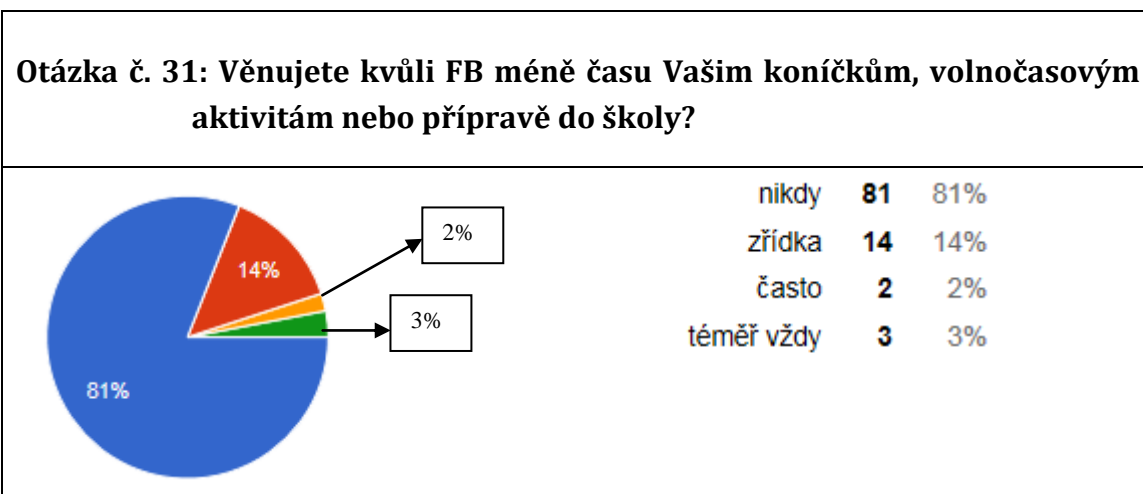 Otázka č. 31: Věnujete kvůli FB méně času Vašim koníčkům, volnočasovým
aktivitám nebo přípravě do školy?
14%
81%
2%
3%
nikdy 81 81%
zřídka 14 14%
často 2 2%
téměř vždy 3 3%